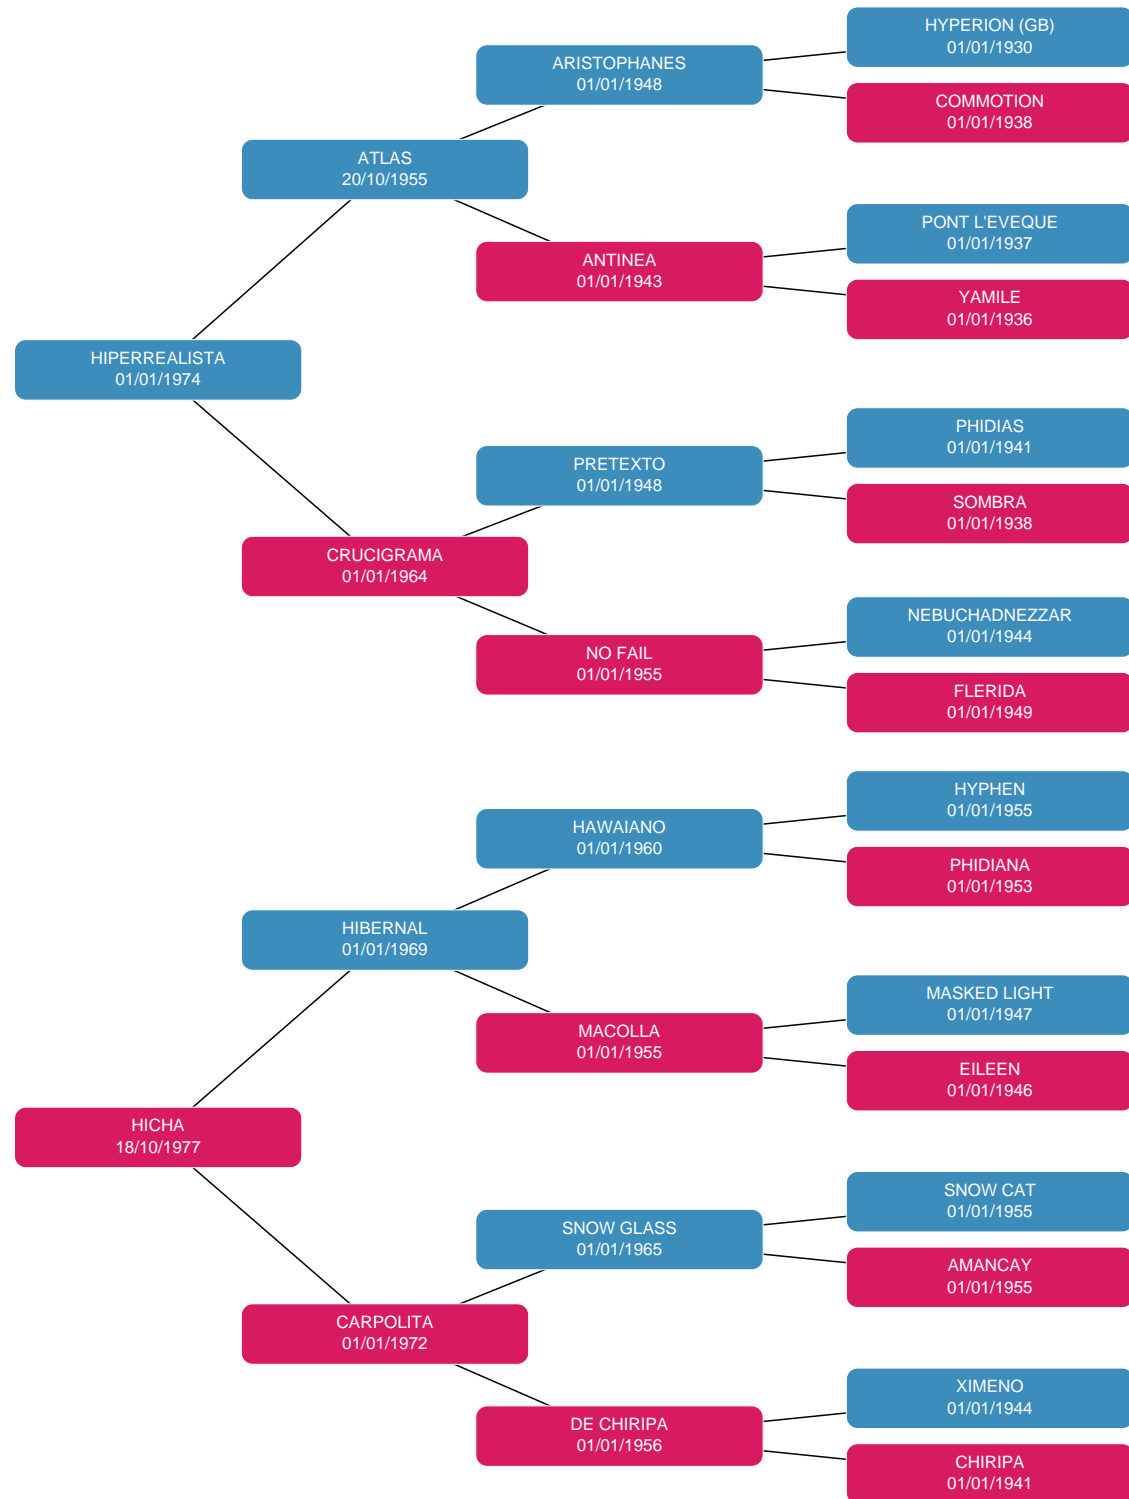 HYPERION (GB)
01/01/1930
ARISTOPHANES
01/01/1948
COMMOTION
01/01/1938
ATLAS
20/10/1955
PONT L'EVEQUE
01/01/1937
ANTINEA
01/01/1943
YAMILE
01/01/1936
HIPERREALISTA
01/01/1974
PHIDIAS
01/01/1941
PRETEXTO
01/01/1948
SOMBRA
01/01/1938
CRUCIGRAMA
01/01/1964
NEBUCHADNEZZAR
01/01/1944
NO FAIL
01/01/1955
FLERIDA
01/01/1949
HYPHEN
01/01/1955
HAWAIANO
01/01/1960
PHIDIANA
01/01/1953
HIBERNAL
01/01/1969
MASKED LIGHT
01/01/1947
MACOLLA
01/01/1955
EILEEN
01/01/1946
HICHA
18/10/1977
SNOW CAT
01/01/1955
SNOW GLASS
01/01/1965
AMANCAY
01/01/1955
CARPOLITA
01/01/1972
XIMENO
01/01/1944
DE CHIRIPA
01/01/1956
CHIRIPA
01/01/1941